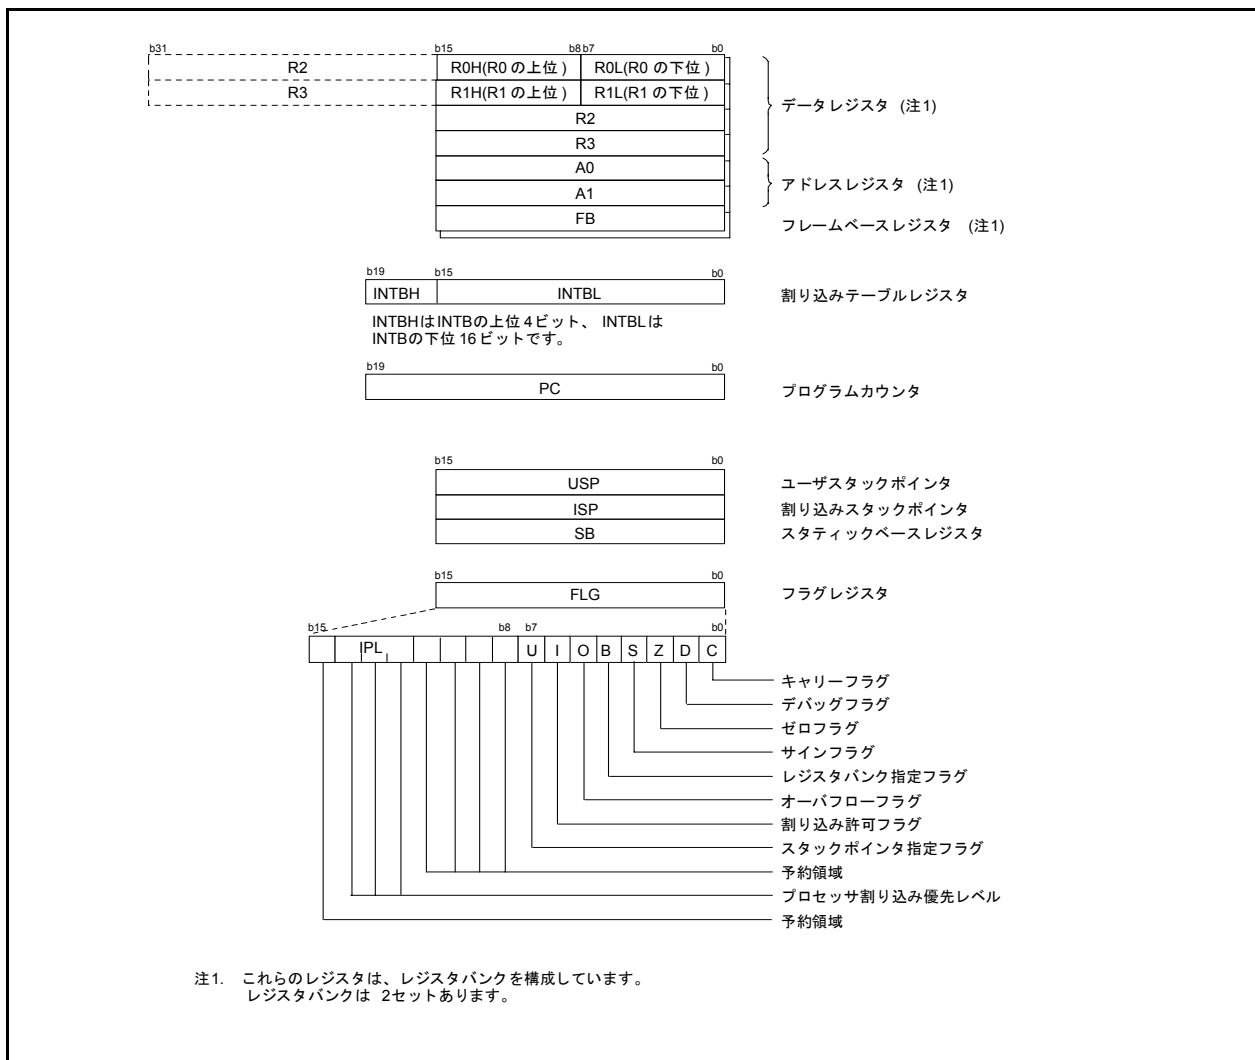 b31 b15 b8 b7 b0
R2 R0H(R0 の上位 ) R0L(R0 の下位 )
R3 R1H(R1 の上位 ) R1L(R1 の下位 )
R2
R3
データレジスタ (注1)
A0
A1
アドレスレジスタ (注1)
FB
フレームベースレジスタ (注1)
b19 b15 b0
INTBH INTBL 割り込みテーブルレジスタ
INTBHはINTBの上位 4ビット、 INTBLは
INTBの下位 16ビットです。
b19 b0
PC プログラムカウンタ
b15 b0
USP ユーザスタックポインタ
ISP 割り込みスタックポインタ
SB スタティックベースレジスタ
b15 b0
FLG フラグレジスタ
b15 b8 b7 b0
IPL U I O B S Z D C
キャリーフラグ
デバッグフラグ
ゼロフラグ
サインフラグ
レジスタバンク指定フラグ
オーバフローフラグ
割り込み許可フラグ
スタックポインタ指定フラグ
予約領域
プロセッサ割り込み優先レベル
予約領域
注1. これらのレジスタは、レジスタバンクを構成しています。
レジスタバンクは 2セットあります。